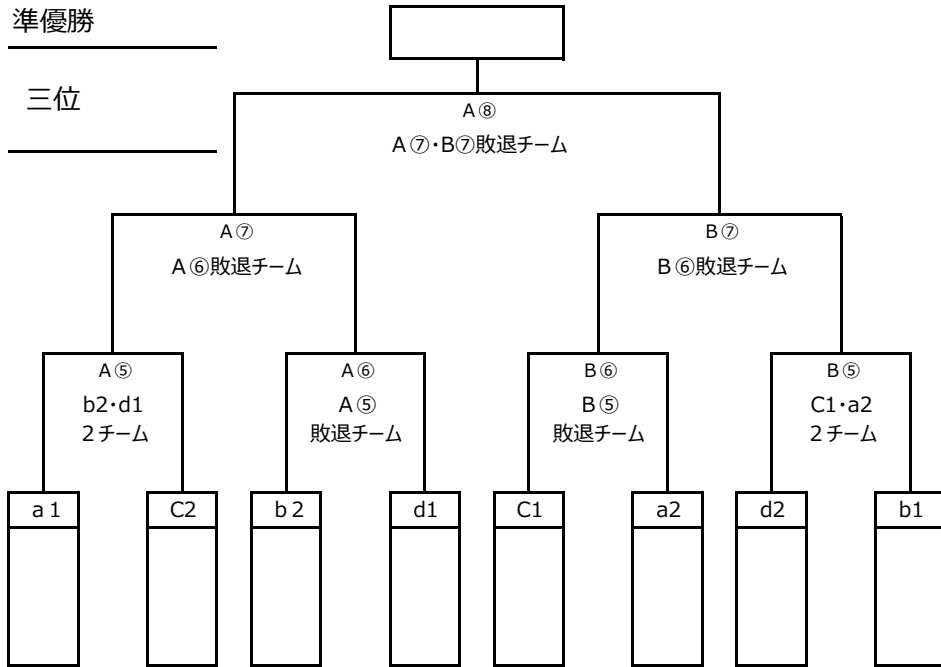 準優勝
三位
A⑧
A⑦・B⑦敗退チーム
A⑦
A⑥敗退チーム
B⑦
B⑥敗退チーム
A⑤
b2・d1
２チーム
A⑥
A⑤
敗退チーム
B⑥
B⑤
敗退チーム
B⑤
C1・a2
２チーム
a 1
C2
b 2
d1
C1
a2
d2
b1